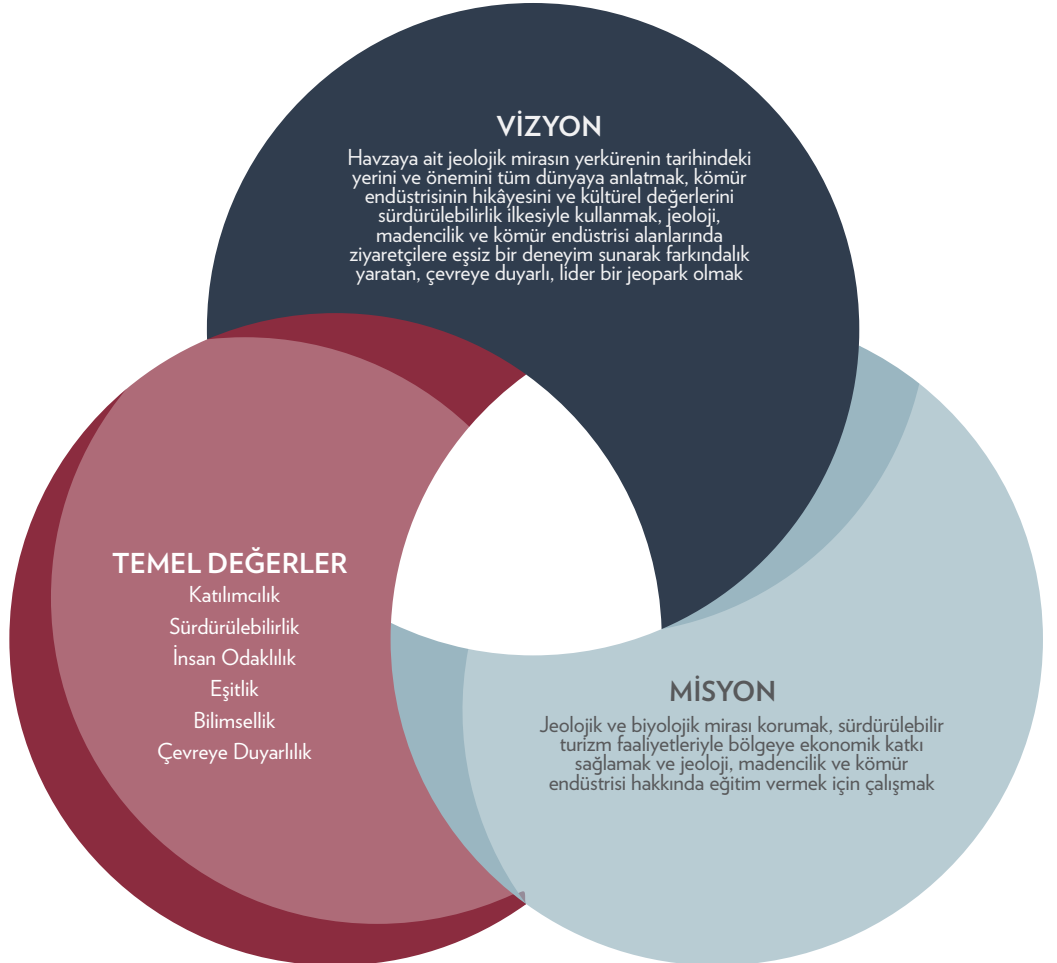 VİZYON
Havzaya ait jeolojik mirasın yerkürenin tarihindeki
yerini ve önemini tüm dünyaya anlatmak, kömür
endüstrisinin hikâyesini ve kültürel değerlerini
sürdürülebilirlik ilkesiyle kullanmak, jeoloji,
madencilik ve kömür endüstrisi alanlarında
ziyaretçilere eşsiz bir deneyim sunarak farkındalık
yaratan, çevreye duyarlı, lider bir jeopark olmak
TEMEL DEĞERLER
Katılımcılık
Sürdürülebilirlik
İnsan Odaklılık
Eşitlik
Bilimsellik
Çevreye Duyarlılık
MİSYON
Jeolojik ve biyolojik mirası korumak, sürdürülebilir
turizm faaliyetleriyle bölgeye ekonomik katkı
sağlamak ve jeoloji, madencilik ve kömür
endüstrisi hakkında eğitim vermek için çalışmak